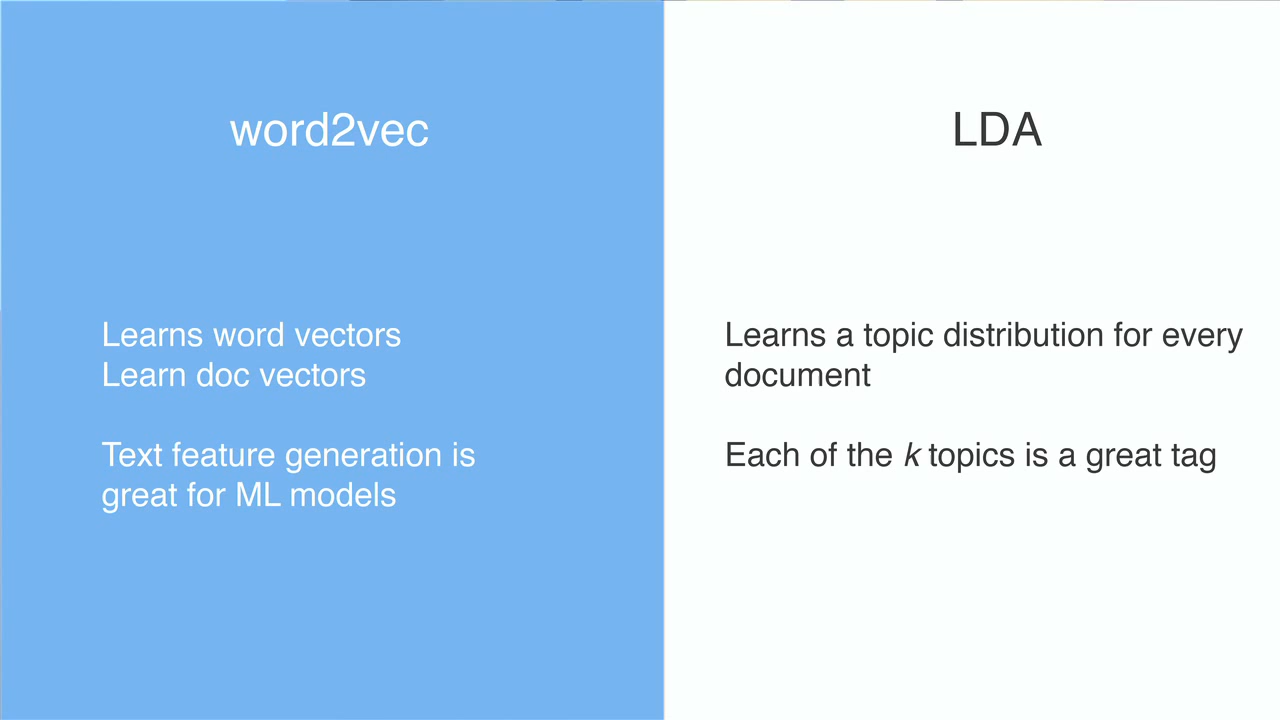 word2vec
Learns word vectors
Learn doc vectors
Text feature generation is
great for ML models
LDA
Learns a topic distribution for every
document
Each of the k topics is a great tag